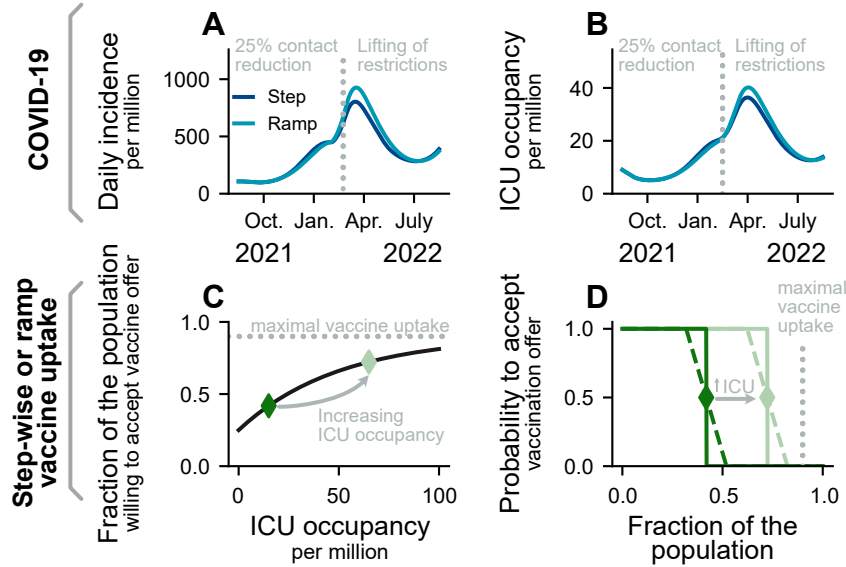 COVID-19
A
25% contact
reduction
Lifting of
restrictions
Daily incidence
per million
1000
500
0
Step
Ramp
Oct. Jan. Apr. July
2021 2022
B
25% contact
reduction
Lifting of
restrictions
ICU occupancy
per million
40
20
0
Oct. Jan. Apr. July
2021 2022
Step-wise or ramp
vaccine uptake
C
Fraction of the population
willing to accept vaccine offer
1.0
0.5
0.0
maximal vaccine uptake
Increasing
ICU occupancy
0 50 100
ICU occupancy
per million
D
maximal
vaccine
uptake
Probability to accept
vaccination offer
1.0
0.5
0.0
↑ICU
0.0 0.5 1.0
Fraction of the
population